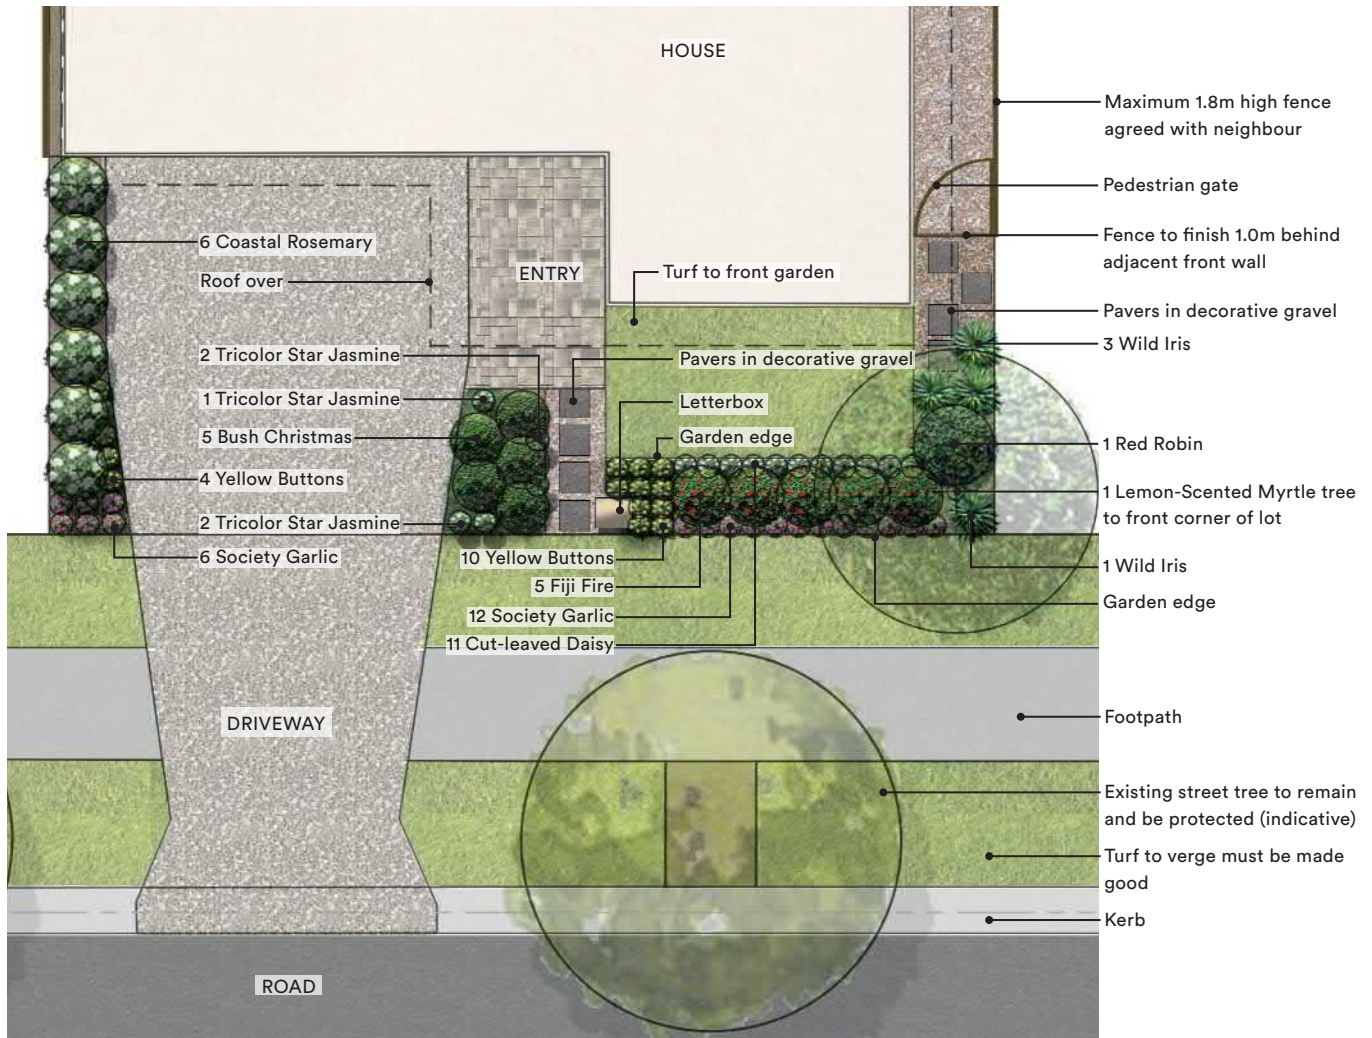 HOUSE
Maximum 1.8m high fence
agreed with neighbour
Pedestrian gate
Fence to finish 1.0m behind
adjacent front wall
Pavers in decorative gravel
3 Wild Iris
1 Red Robin
1 Lemon-Scented Myrtle tree
to front corner of lot
1 Wild Iris
Garden edge
Footpath
Existing street tree to remain
and be protected (indicative)
Turf to verge must be made
good
Kerb
6 Coastal Rosemary
Roof over
ENTRY
Turf to front garden
2 Tricolor Star Jasmine
Pavers in decorative gravel
1 Tricolor Star Jasmine
Letterbox
5 Bush Christmas
Garden edge
4 Yellow Buttons
2 Tricolor Star Jasmine
6 Society Garlic
10 Yellow Buttons
5 Fiji Fire
12 Society Garlic
11 Cut-leaved Daisy
DRIVEWAY
ROAD